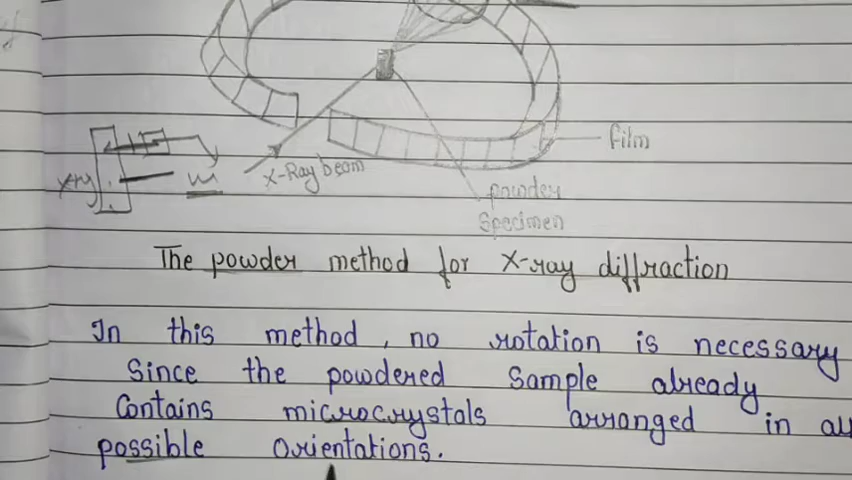 film
X-Ray beam
powder
Specimen
The powder method for X-ray diffraction
In this method, no rotation is necessary
Since the powdered Sample already
Contains microcrystals arranged in
possible Orientations.